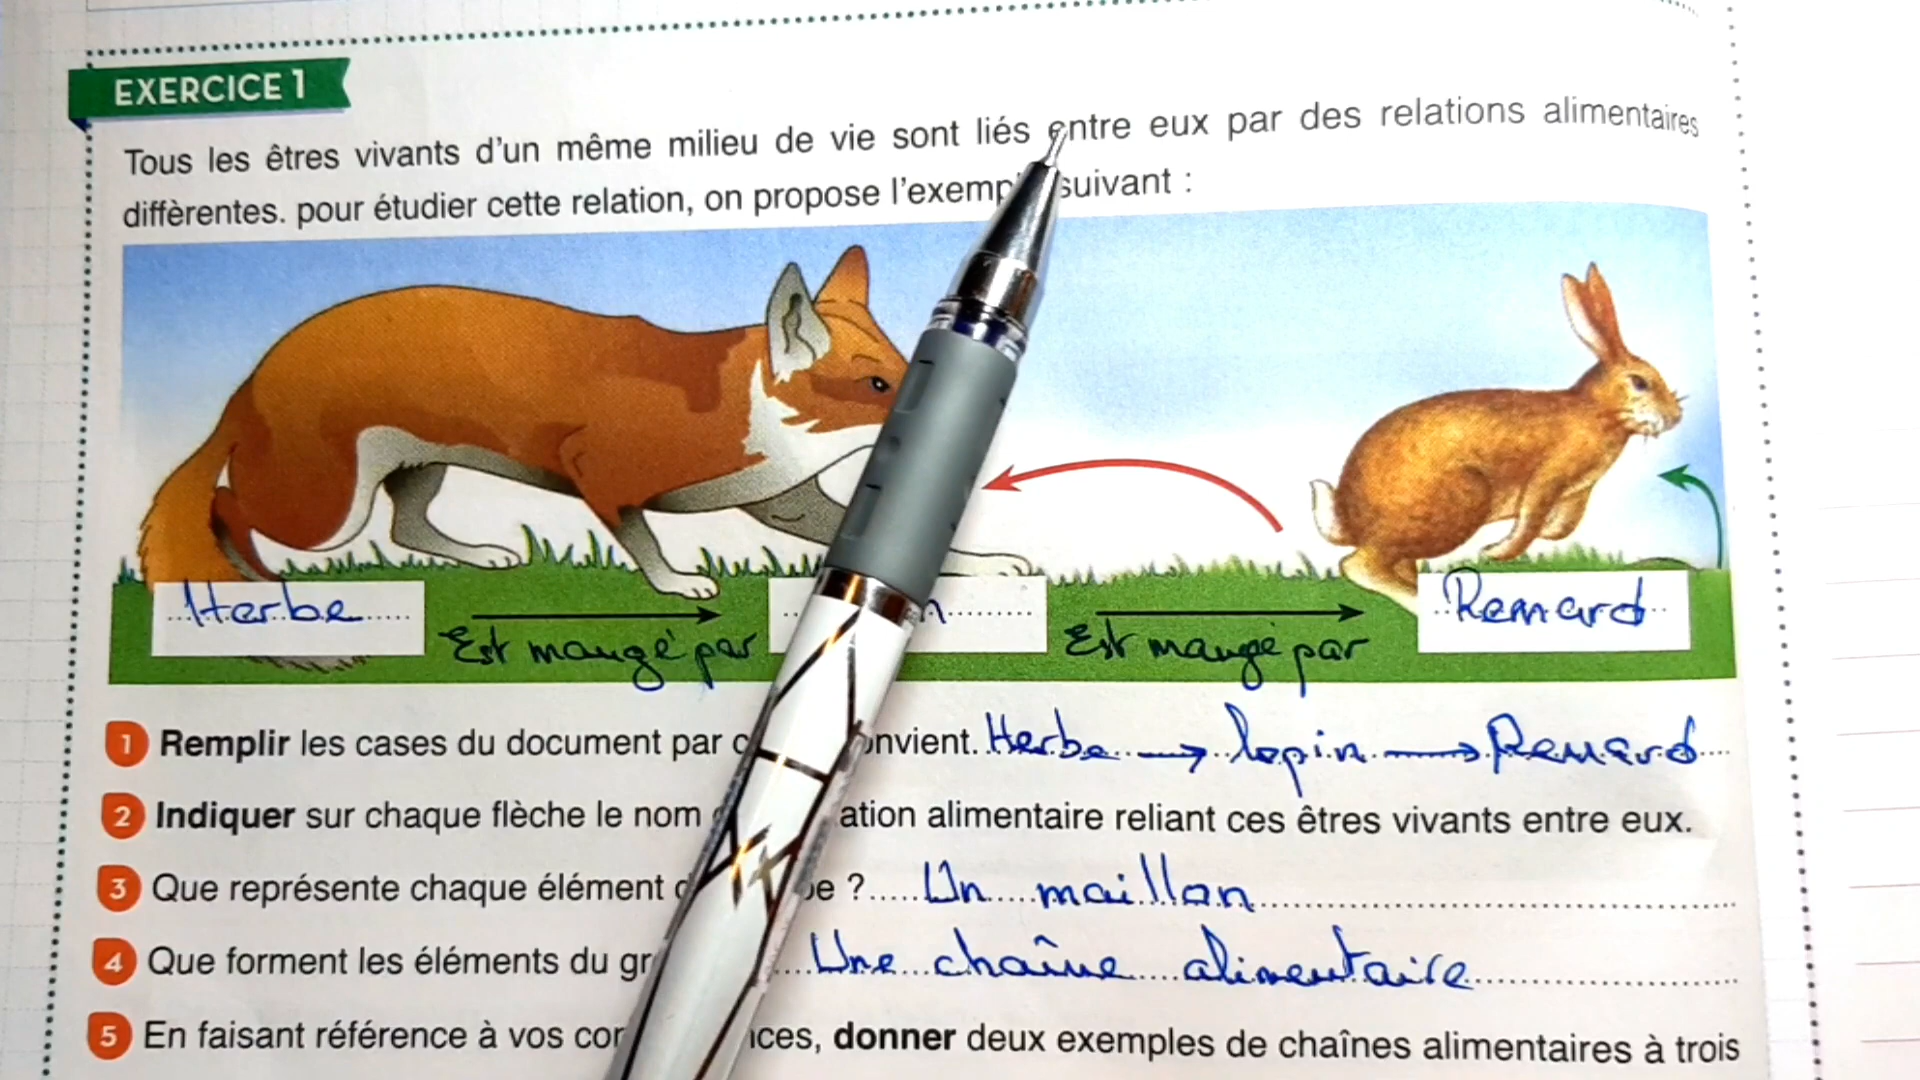 EXERCICE 1
Tous les êtres vivants d'un même milieu de vie sont liés entre eux par des relations alimentaires
diffèrentes. pour étudier cette relation, on propose l'exemp suivant :
Herbe n Renard
Est mangé par Est mangé par
1 Remplir les cases du document par c onvient. Herbe → lapin → Renard
2 Indiquer sur chaque flèche le nom ation alimentaire reliant ces êtres vivants entre eux.
3 Que représente chaque élément d pe ? Un maillon
4 Que forment les éléments du gr Une chaîne alimentaire
5 En faisant référence à vos con nces, donner deux exemples de chaînes alimentaires à trois